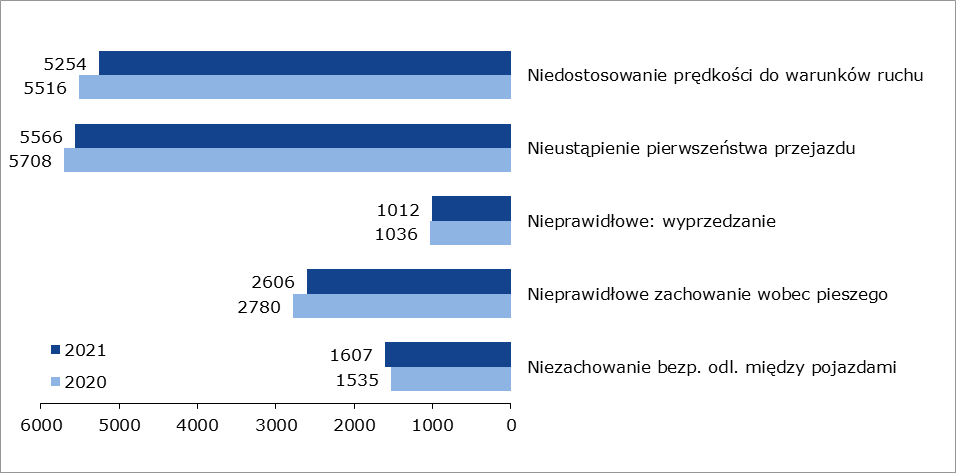 5254
5516
Niedostosowanie prędkości do warunków ruchu
5566
5708
Nieustąpienie pierwszeństwa przejazdu
1012
1036
Nieprawidłowe: wyprzedzanie
2606
2780
Nieprawidłowe zachowanie wobec pieszego
1607
1535
Niezachowanie bezp. odl. między pojazdami
2021
2020
6000 5000 4000 3000 2000 1000 0